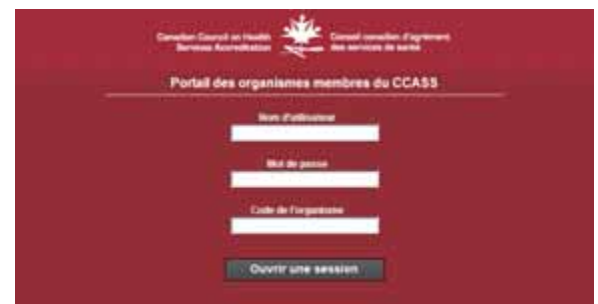 Canadian Council on Health
Services Accreditation
Conseil canadien d'agrément
des services de santé
Portail des organismes membres du CCASS
Nom d'utilisateur
Mot de passe
Code de l'organisme
Ouvrir une session